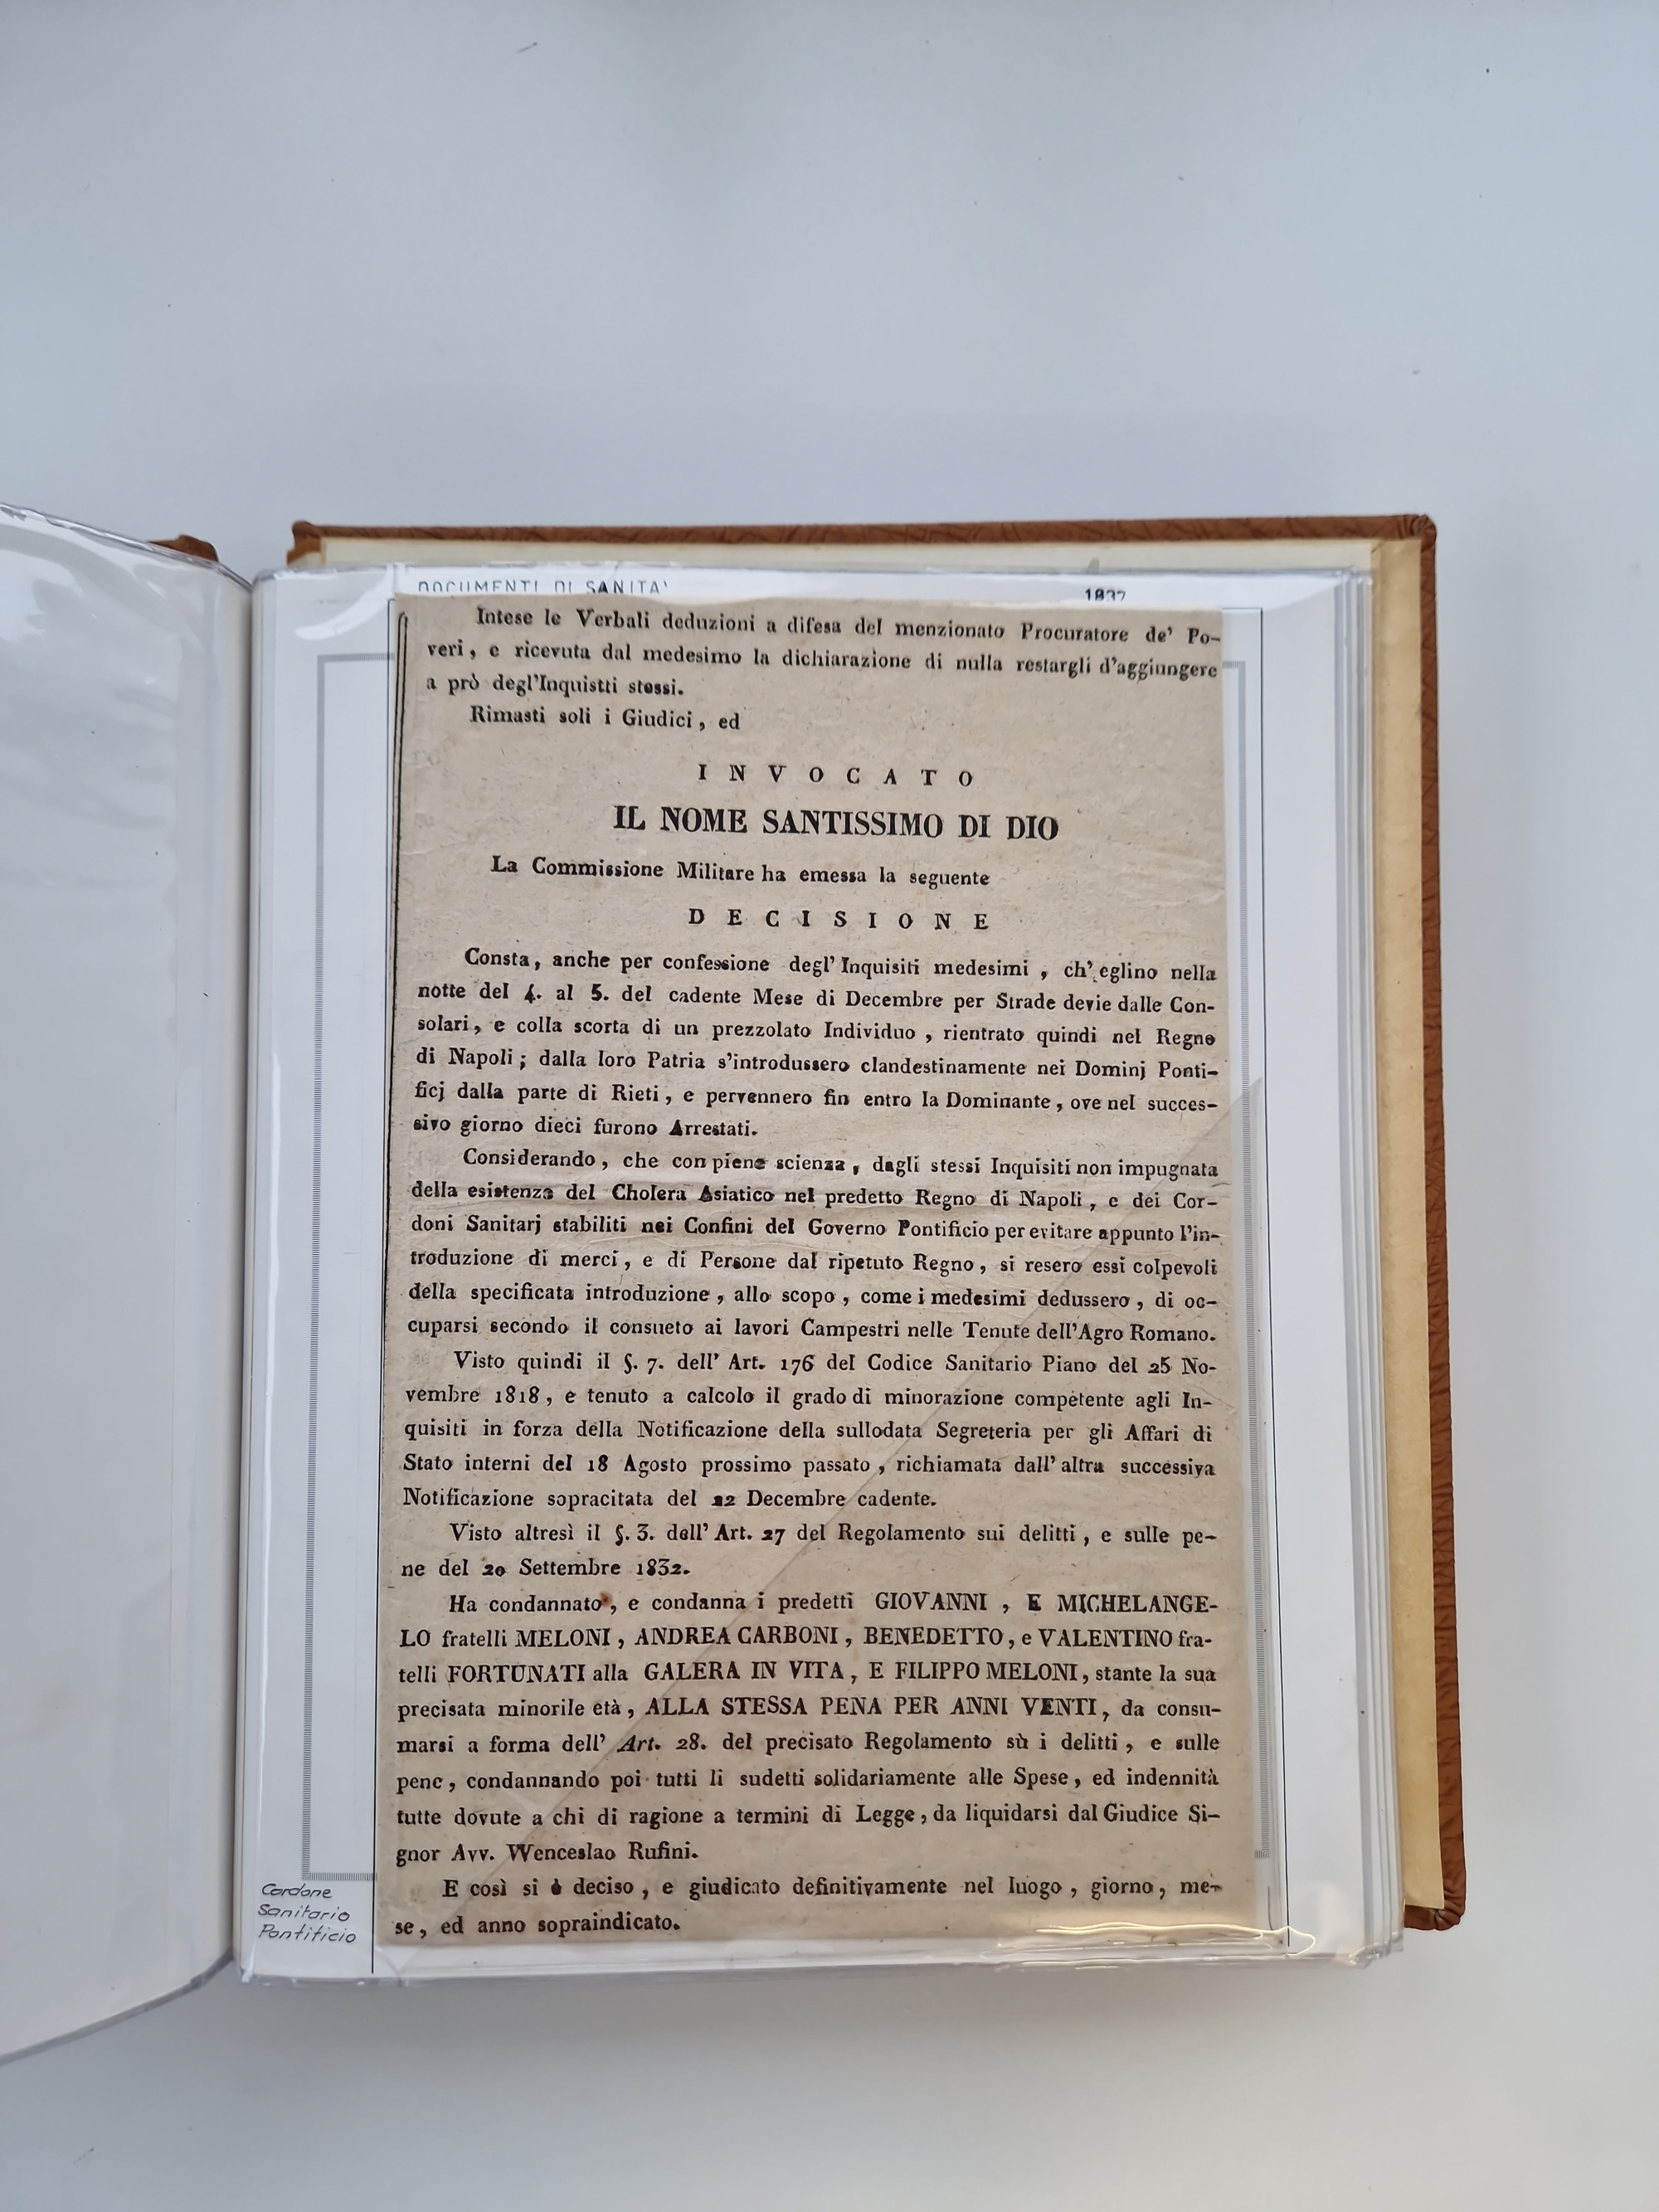 DOCUMENTI DI SANITA'
Intese le Verbali deduzioni a difesa del menzionato Procuratore de' Po-
veri, e ricevuta dal medesimo la dichiarazione di nulla restargli d'aggiungere
a prò degl'Inquistti stessi.
Rimasti soli i Giudici, ed
INVOCATO
IL NOME SANTISSIMO DI DIO
La Commissione Militare ha emessa la seguente
DECISIONE
Consta, anche per confessione degl' Inquisiti medesimi, ch' eglino nella
notte del 4. al 5. del cadente Mese di Decembre per Strade devie dalle Con-
solari, e colla scorta di un prezzolato Individuo, rientrato quindi nel Regno
di Napoli; dalla loro Patria s'introdussero clandestinamente nei Dominj Ponti-
ficj dalla parte di Rieti, e pervennero fin entro la Dominante, ove nel succes-
sivo giorno dieci furono Arrestati.
Considerando, che con piena scienza, dagli stessi Inquisiti non impugnata
della esistenza del Cholera Asiatico nel predetto Regno di Napoli, e dei Cor-
doni Sanitarj stabiliti nei Confini del Governo Pontificio per evitare appunto l'in-
troduzione di merci, e di Persone dal ripetuto Regno, si resero essi colpevoli
della specificata introduzione, allo scopo, come i medesimi dedussero, di oc-
cuparsi secondo il consueto ai lavori Campestri nelle Tenute dell'Agro Romano.
Visto quindi il §. 7. dell' Art. 176 del Codice Sanitario Piano del 25 No-
vembre 1818, e tenuto a calcolo il grado di minorazione competente agli In-
quisiti in forza della Notificazione della sullodata Segreteria per gli Affari di
Stato interni del 18 Agosto prossimo passato, richiamata dall' altra successiva
Notificazione sopracitata del 22 Decembre cadente.
Visto altresì il §. 3. dell' Art. 27 del Regolamento sui delitti, e sulle pe-
ne del 20 Settembre 1832.
Ha condannato, e condanna i predetti GIOVANNI, E MICHELANGE-
LO fratelli MELONI, ANDREA CARBONI, BENEDETTO, e VALENTINO fra-
telli FORTUNATI alla GALERA IN VITA, E FILIPPO MELONI, stante la sua
precisata minorile età, ALLA STESSA PENA PER ANNI VENTI, da consu-
marsi a forma dell' Art. 28. del precisato Regolamento sù i delitti, e sulle
pene, condannando poi tutti li sudetti solidariamente alle Spese, ed indennità
tutte dovute a chi di ragione a termini di Legge, da liquidarsi dal Giudice Si-
gnor Avv. Wenceslao Rufini.
E così si è deciso, e giudicato definitivamente nel luogo, giorno, me-
se, ed anno sopraindicato.
Cordone
Sanitario
Pontificio